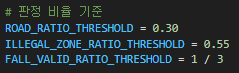 # 판정 비율 기준
ROAD_RATIO_THRESHOLD = 0.30
ILLEGAL_ZONE_RATIO_THRESHOLD = 0.55
FALL_VALID_RATIO_THRESHOLD = 1 / 3